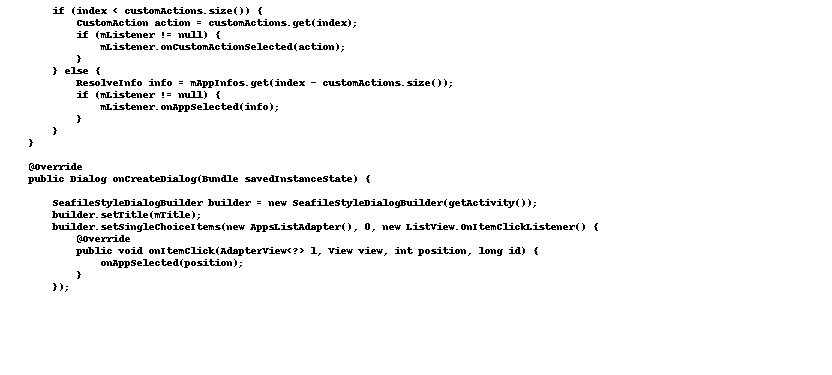 if (index < customActions.size()) {
            CustomAction action = customActions.get(index);
            if (mListener != null) {
                mListener.onCustomActionSelected(action);
            }
        } else {
            ResolveInfo info = mAppInfos.get(index - customActions.size());
            if (mListener != null) {
                mListener.onAppSelected(info);
            }
        }
    }

    @Override
    public Dialog onCreateDialog(Bundle savedInstanceState) {

        SeafileStyleDialogBuilder builder = new SeafileStyleDialogBuilder(getActivity());
        builder.setTitle(mTitle);
        builder.setSingleChoiceItems(new AppsListAdapter(), 0, new ListView.OnItemClickListener() {
            @Override
            public void onItemClick(AdapterView<?> l, View view, int position, long id) {
                onAppSelected(position);
            }
        });